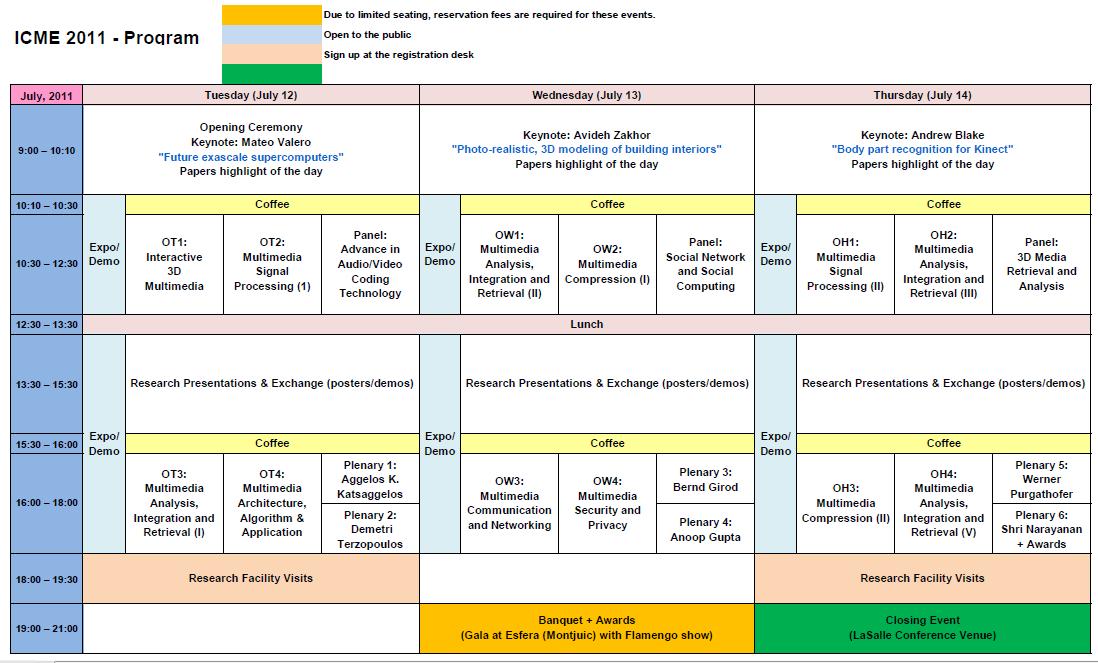 ICME 2011 - Program
Due to limited seating, reservation fees are required for these events.
Open to the public
Sign up at the registration desk
July, 2011
Tuesday (July 12)
Wednesday (July 13)
Thursday (July 14)
9:00 – 10:10
Opening Ceremony
Keynote: Mateo Valero
"Future exascale supercomputers"
Papers highlight of the day
Keynote: Avideh Zakhor
"Photo-realistic, 3D modeling of building interiors"
Papers highlight of the day
Keynote: Andrew Blake
"Body part recognition for Kinect"
Papers highlight of the day
10:10 – 10:30
Coffee
Coffee
Coffee
10:30 – 12:30
Expo/
Demo
OT1:
Interactive
3D
Multimedia
OT2:
Multimedia
Signal
Processing (1)
Panel:
Advance in
Audio/Video
Coding
Technology
Expo/
Demo
OW1:
Multimedia
Analysis,
Integration and
Retrieval (II)
OW2:
Multimedia
Compression (I)
Panel:
Social Network
and Social
Computing
Expo/
Demo
OH1:
Multimedia
Signal
Processing (II)
OH2:
Multimedia
Analysis,
Integration and
Retrieval (III)
Panel:
3D Media
Retrieval and
Analysis
12:30 – 13:30
Lunch
13:30 – 15:30
Research Presentations & Exchange (posters/demos)
Research Presentations & Exchange (posters/demos)
Research Presentations & Exchange (posters/demos)
15:30 – 16:00
Expo/
Demo
Coffee
Expo/
Demo
Coffee
Expo/
Demo
Coffee
16:00 – 18:00
OT3:
Multimedia
Analysis,
Integration and
Retrieval (I)
OT4:
Multimedia
Architecture,
Algorithm &
Application
Plenary 1:
Aggelos K.
Katsaggelos
Plenary 2:
Demetri
Terzopoulos
OW3:
Multimedia
Communication
and Networking
OW4:
Multimedia
Security and
Privacy
Plenary 3:
Bernd Girod
Plenary 4:
Anoop Gupta
OH3:
Multimedia
Compression (II)
OH4:
Multimedia
Analysis,
Integration and
Retrieval (V)
Plenary 5:
Werner
Purgathofer
Plenary 6:
Shri Narayanan
+ Awards
18:00 – 19:30
Research Facility Visits
Research Facility Visits
19:00 – 21:00
Banquet + Awards
(Gala at Esfera (Montjuic) with Flamengo show)
Closing Event
(LaSalle Conference Venue)